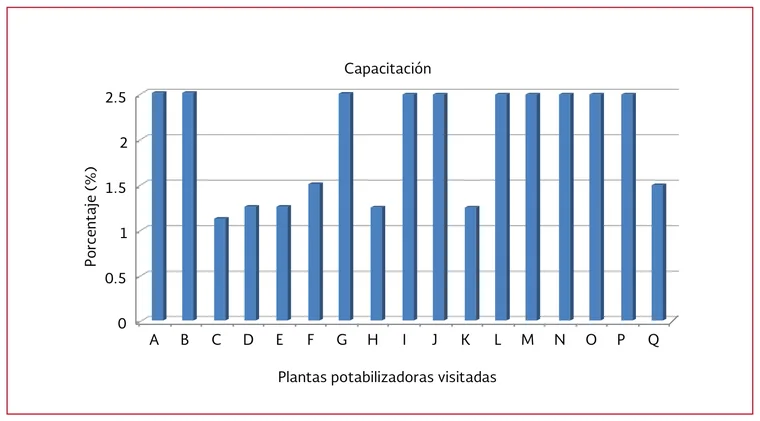 Capacitación
Porcentaje (%)
2.5
2
1.5
1
0.5
0
A B C D E F G H I J K L M N O P Q
Plantas potabilizadoras visitadas